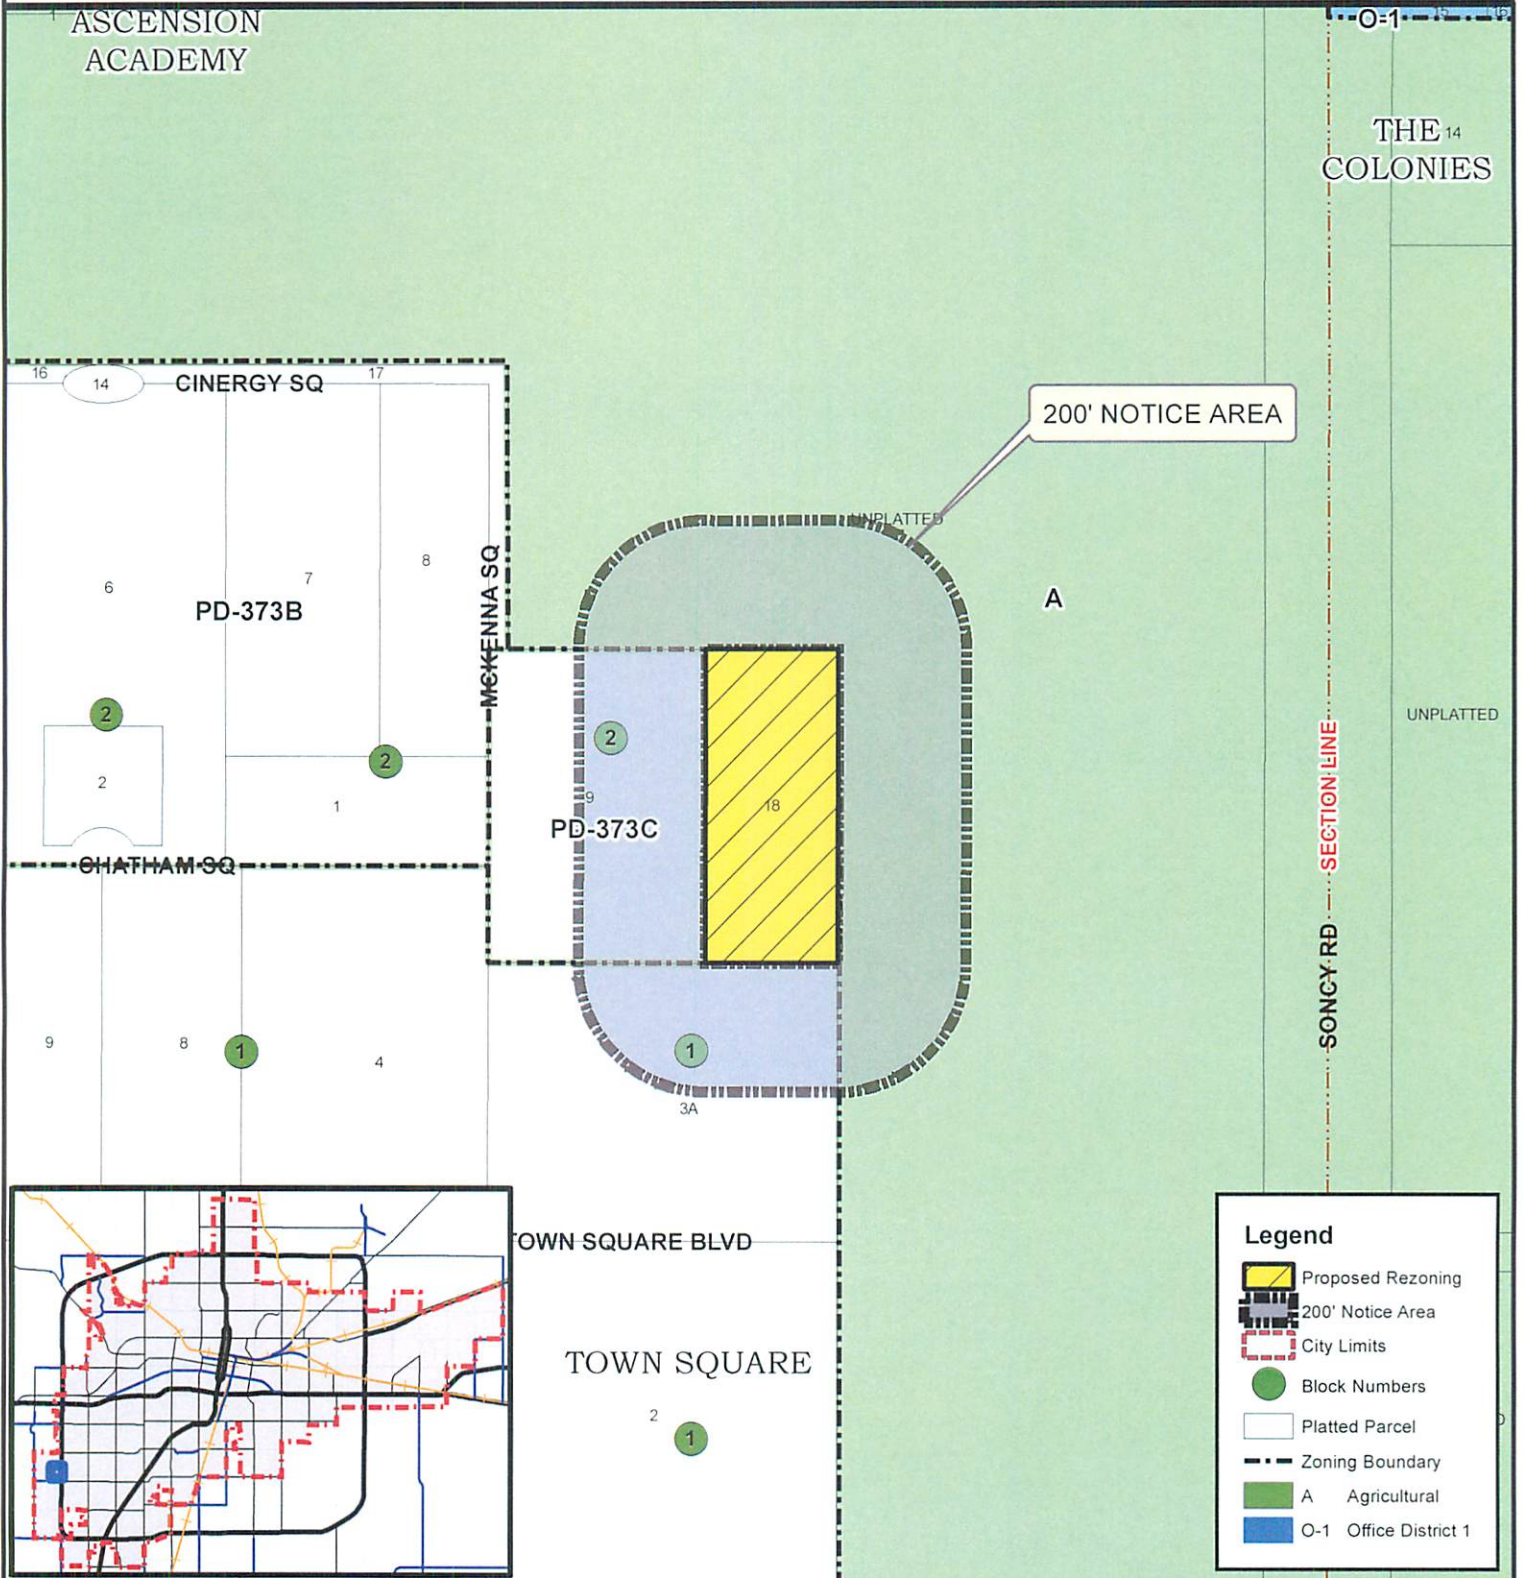 ASCENSION
ACADEMY
O-1
15
16
THE
COLONIES
14
16
14
CINERGY SQ
17
200' NOTICE AREA
UNPLATTED
MCKENNA SQ
6
7
8
PD-373B
A
2
2
2
1
2
9
PD-373C
18
UNPLATTED
SECTION LINE
SONCY RD
CHATHAM SQ
9
8
1
4
1
3A
TOWN SQUARE BLVD
TOWN SQUARE
2
1
Legend
Proposed Rezoning
200' Notice Area
City Limits
Block Numbers
Platted Parcel
Zoning Boundary
A Agricultural
O-1 Office District 1